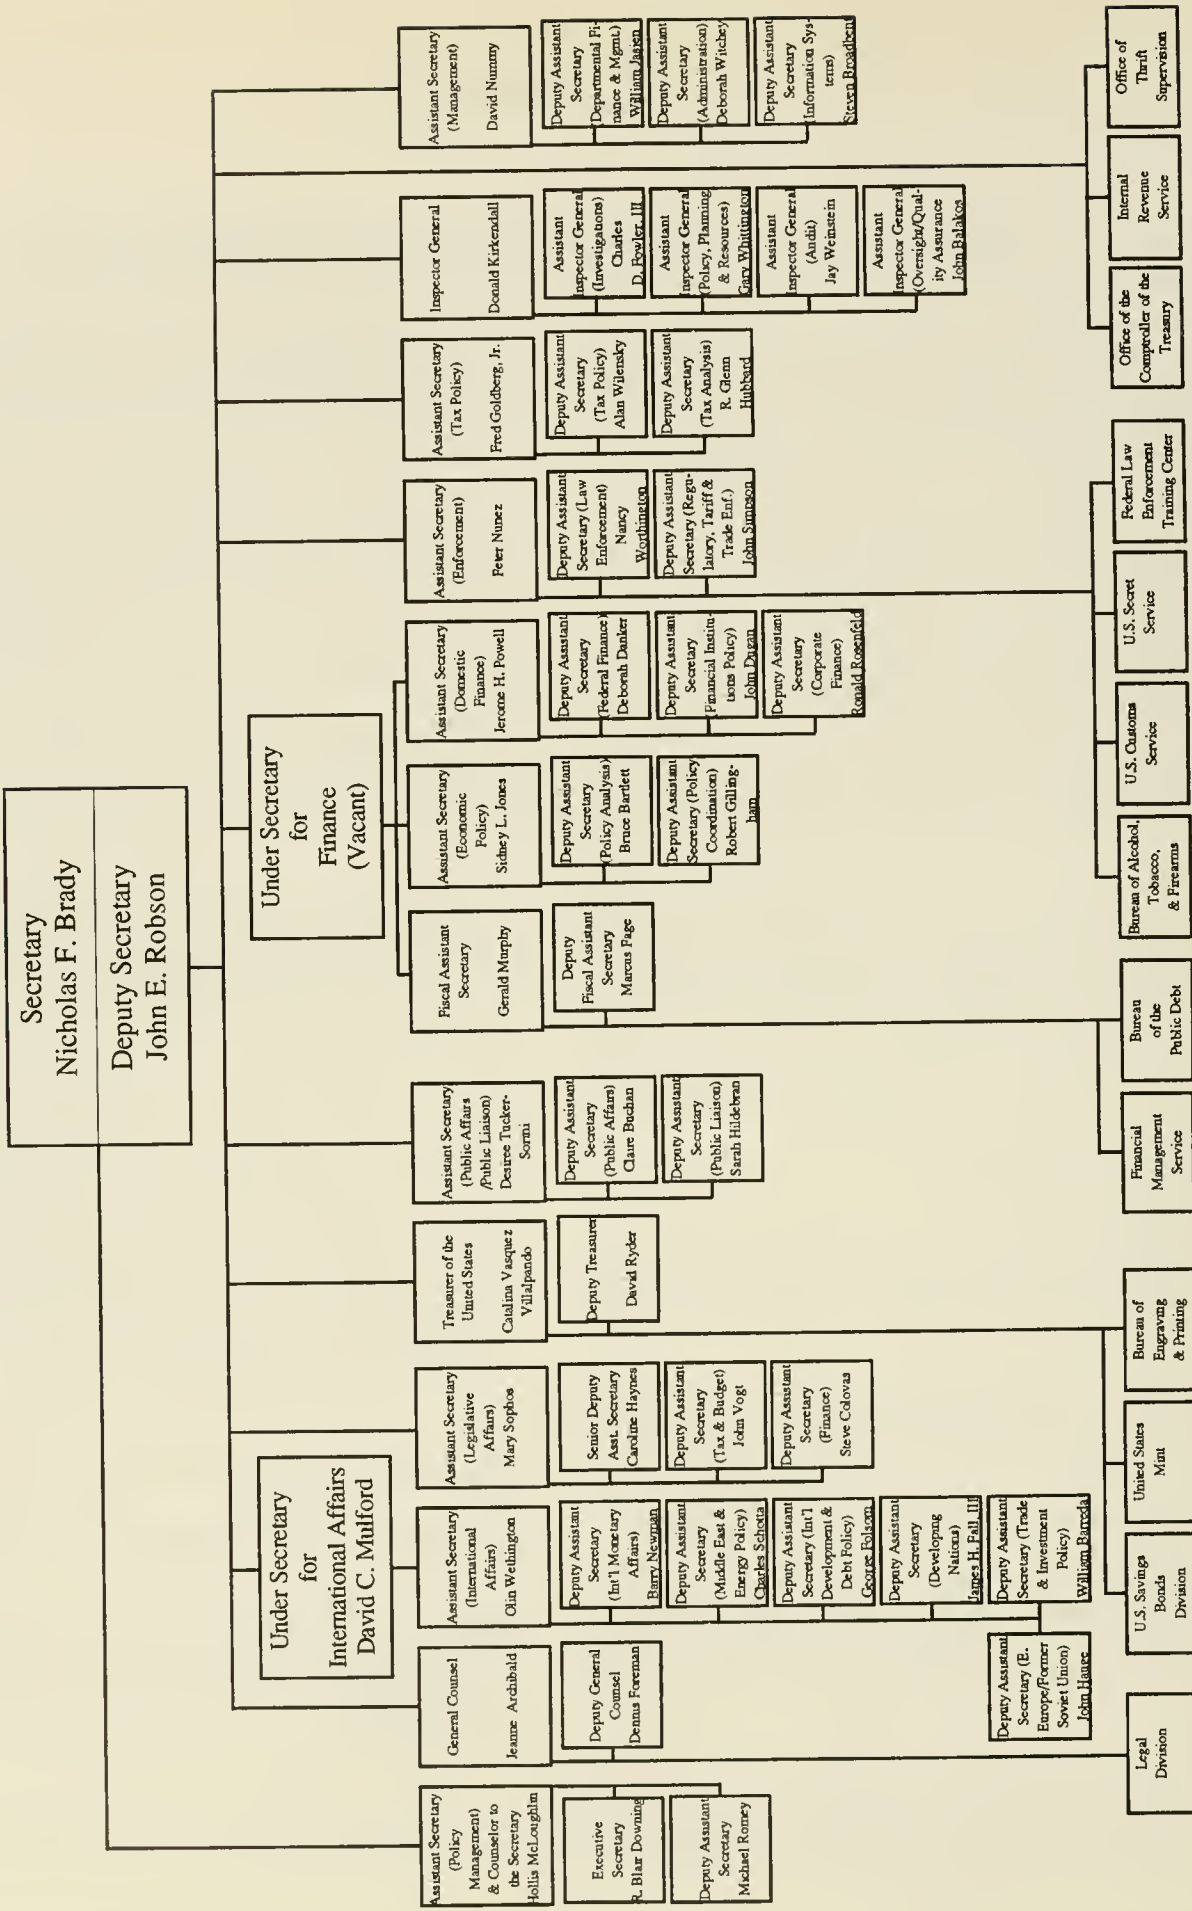 Secretary
Nicholas F. Brady
Deputy Secretary
John E. Robson
Under Secretary
for
International Affairs
David C. Mulford
Under Secretary
for
Finance
(Vacant)
Assistant Secretary
(Policy
Management)
& Counselor to
the Secretary
Hollis McLoughlin
Executive
Secretary
R. Blair Downing
Deputy Assistant
Secretary
Michael Romey
General Counsel
Jeanne Archibald
Deputy General
Counsel
Dennis Foreman
Legal
Division
Assistant Secretary
(International
Affairs)
Olin Wethington
Deputy Assistant
Secretary
(Int'l Monetary
Affairs)
Barry Newman
Deputy Assistant
Secretary
(Middle East &
Energy Policy)
Charles Schotta
Deputy Assistant
Secretary (Int'l
Development &
Debt Policy)
George Folsom
Deputy Assistant
Secretary
(Developing
Nations)
James H. Fall, III
Deputy Assistant
Secretary (Trade
& Investment
Policy)
William Barreda
Deputy Assistant
Secretary (E.
Europe/Former
Soviet Union)
John Hauge
Assistant Secretary
(Legislative
Affairs)
Mary Sophos
Senior Deputy
Asst. Secretary
Caroline Haynes
Deputy Assistant
Secretary
(Tax & Budget)
John Vogt
Deputy Assistant
Secretary
(Finance)
Steve Colovas
Treasurer of the
United States
Catalina Vasquez
Villalpando
Deputy Treasurer
David Ryder
U.S. Savings
Bonds
Division
United States
Mint
Bureau of
Engraving
& Printing
Assistant Secretary
(Public Affairs
/Public Liaison)
Desiree Tucker-
Sorini
Deputy Assistant
Secretary
(Public Affairs)
Claire Buchan
Deputy Assistant
Secretary
(Public Liaison)
Sarah Hildebran
Fiscal Assistant
Secretary
Gerald Murphy
Deputy
Fiscal Assistant
Secretary
Marcus Page
Financial
Management
Service
Bureau
of the
Public Debt
Assistant Secretary
(Economic
Policy)
Sidney L. Jones
Deputy Assistant
Secretary
(Policy Analysis)
Bruce Bartlett
Deputy Assistant
Secretary (Policy
Coordination)
Robert Gilling-
ham
Assistant Secretary
(Domestic
Finance)
Jerome H. Powell
Deputy Assistant
Secretary
(Federal Finance)
Deborah Danker
Deputy Assistant
Secretary
(Financial Institu-
tions Policy)
John Dugan
Deputy Assistant
Secretary
(Corporate
Finance)
Ronald Rosenfeld
Assistant Secretary
(Enforcement)
Peter Nunez
Deputy Assistant
Secretary (Law
Enforcement)
Nancy
Worthington
Deputy Assistant
Secretary (Regu-
latory, Tariff &
Trade Enf.)
John Simpson
Bureau of Alcohol,
Tobacco,
& Firearms
U.S. Customs
Service
U.S. Secret
Service
Federal Law
Enforcement
Training Center
Assistant Secretary
(Tax Policy)
Fred Goldberg, Jr.
Deputy Assistant
Secretary
(Tax Policy)
Alan Wilensky
Deputy Assistant
Secretary
(Tax Analysis)
R. Glenn
Hubbard
Inspector General
Donald Kirkendall
Assistant
Inspector General
(Investigations)
Charles
D. Fowler, III
Assistant
Inspector General
(Policy, Planning
& Resources)
Gary Whittington
Assistant
Inspector General
(Audit)
Jay Weinstein
Assistant
Inspector General
(Oversight/Qual-
ity Assurance
John Balakos
Assistant Secretary
(Management)
David Nummy
Deputy Assistant
Secretary
(Departmental Fi-
nance & Mgmt.)
William Jasien
Deputy Assistant
Secretary
(Administration)
Deborah Witchey
Deputy Assistant
Secretary
(Information Sys-
tems)
Steven Broadbent
Office of the
Comptroller of the
Treasury
Internal
Revenue
Service
Office of
Thrift
Supervision